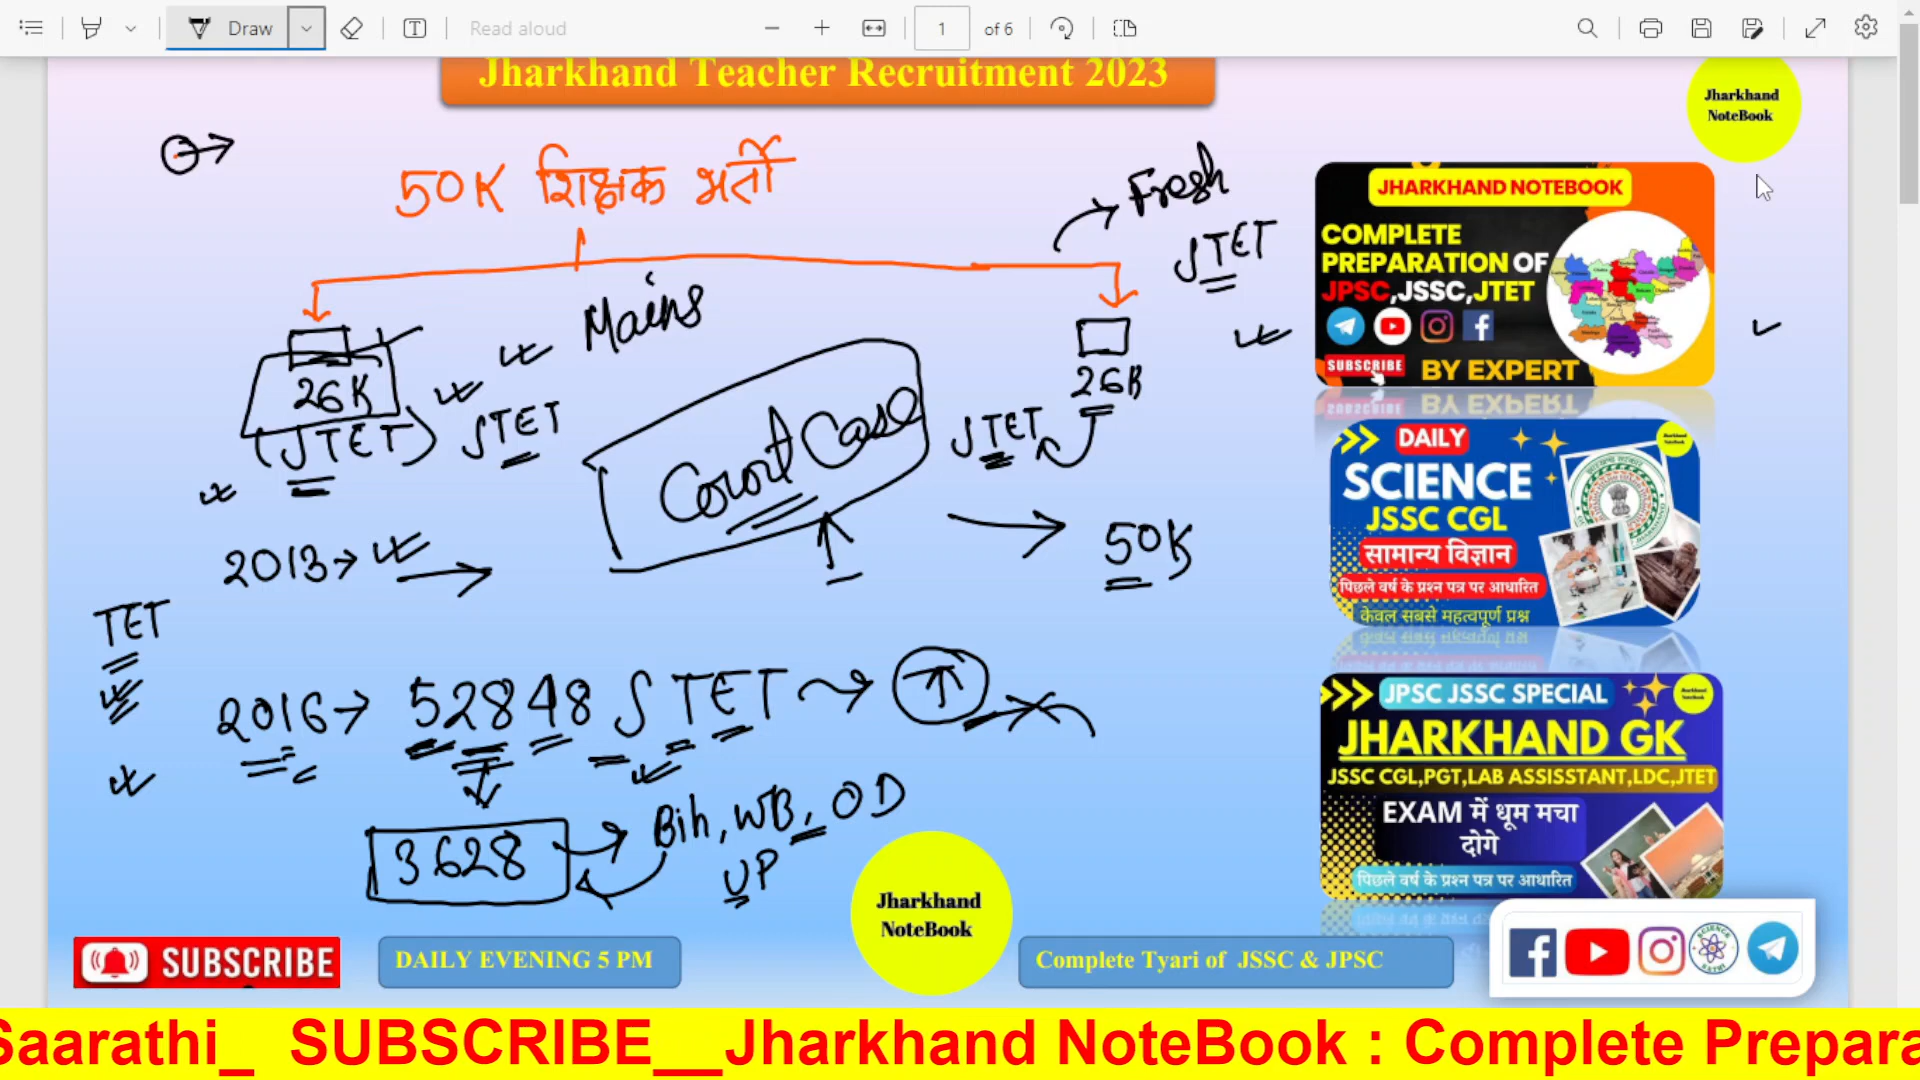 Draw
Read aloud
1
of 6
Jharkhand Teacher Recruitment 2023
Jharkhand
NoteBook
50K शिक्षक भर्ती
Fresh
JTET
Mains
26K
(JTET)
JTET
Court Case
JTET
26K
2013→
50K
TET
2016→ 52848 JTET
3628
Bih, WB, OD
UP
JHARKHAND NOTEBOOK
COMPLETE
PREPARATION OF
JPSC,JSSC,JTET
SUBSCRIBE
BY EXPERT
DAILY
SCIENCE
JSSC CGL
सामान्य विज्ञान
पिछले वर्ष के प्रश्न पत्र पर आधारित
केवल सबसे महत्वपूर्ण प्रश्न
JPSC JSSC SPECIAL
JHARKHAND GK
JSSC CGL,PGT,LAB ASSISSTANT,LDC,JTET
EXAM में धूम मचा
दोगे
पिछले वर्ष के प्रश्न पत्र पर आधारित
Jharkhand
NoteBook
SUBSCRIBE
DAILY EVENING 5 PM
Complete Tyari of JSSC & JPSC
Saarathi_ SUBSCRIBE__Jharkhand NoteBook : Complete Prepara